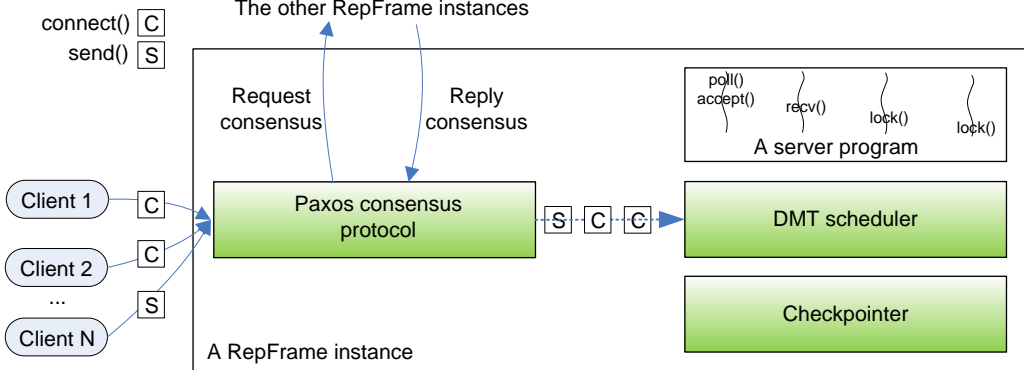 The other RepFrame instances
connect() C
send() S
Request
consensus
Reply
consensus
poll()
accept()
recv()
lock()
lock()
A server program
Client 1
C
Client 2
C
...
Client N
S
Paxos consensus
protocol
S C C
DMT scheduler
Checkpointer
A RepFrame instance